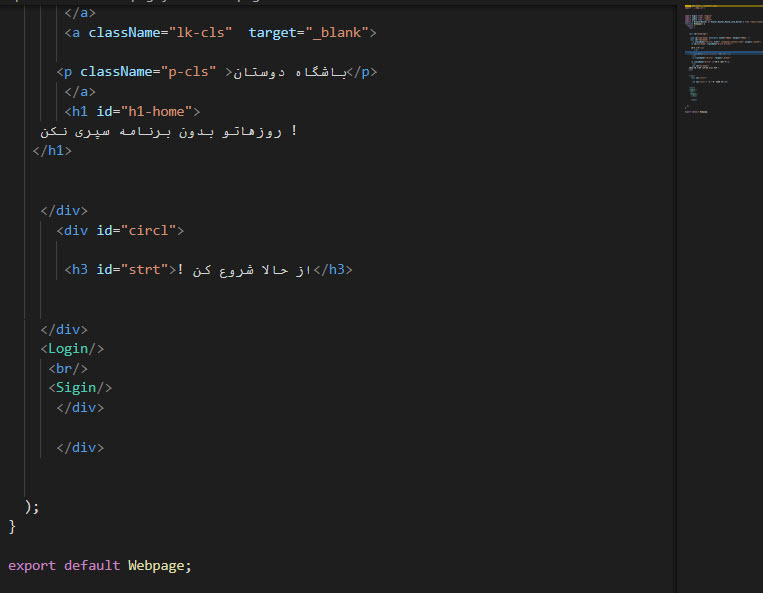 </a>
<a className="lk-cls"  target="_blank">
<p className="p-cls" >باشگاه دوستان</p>
</a>
<h1 id="h1-home">
روزهاتو بدون برنامه سپری نکن !
</h1>
</div>
<div id="circl">
<h3 id="strt">از حالا شروع کن !</h3>
</div>
<Login/>
<br/>
<Sigin/>
</div>
</div>
);
}
export default Webpage;